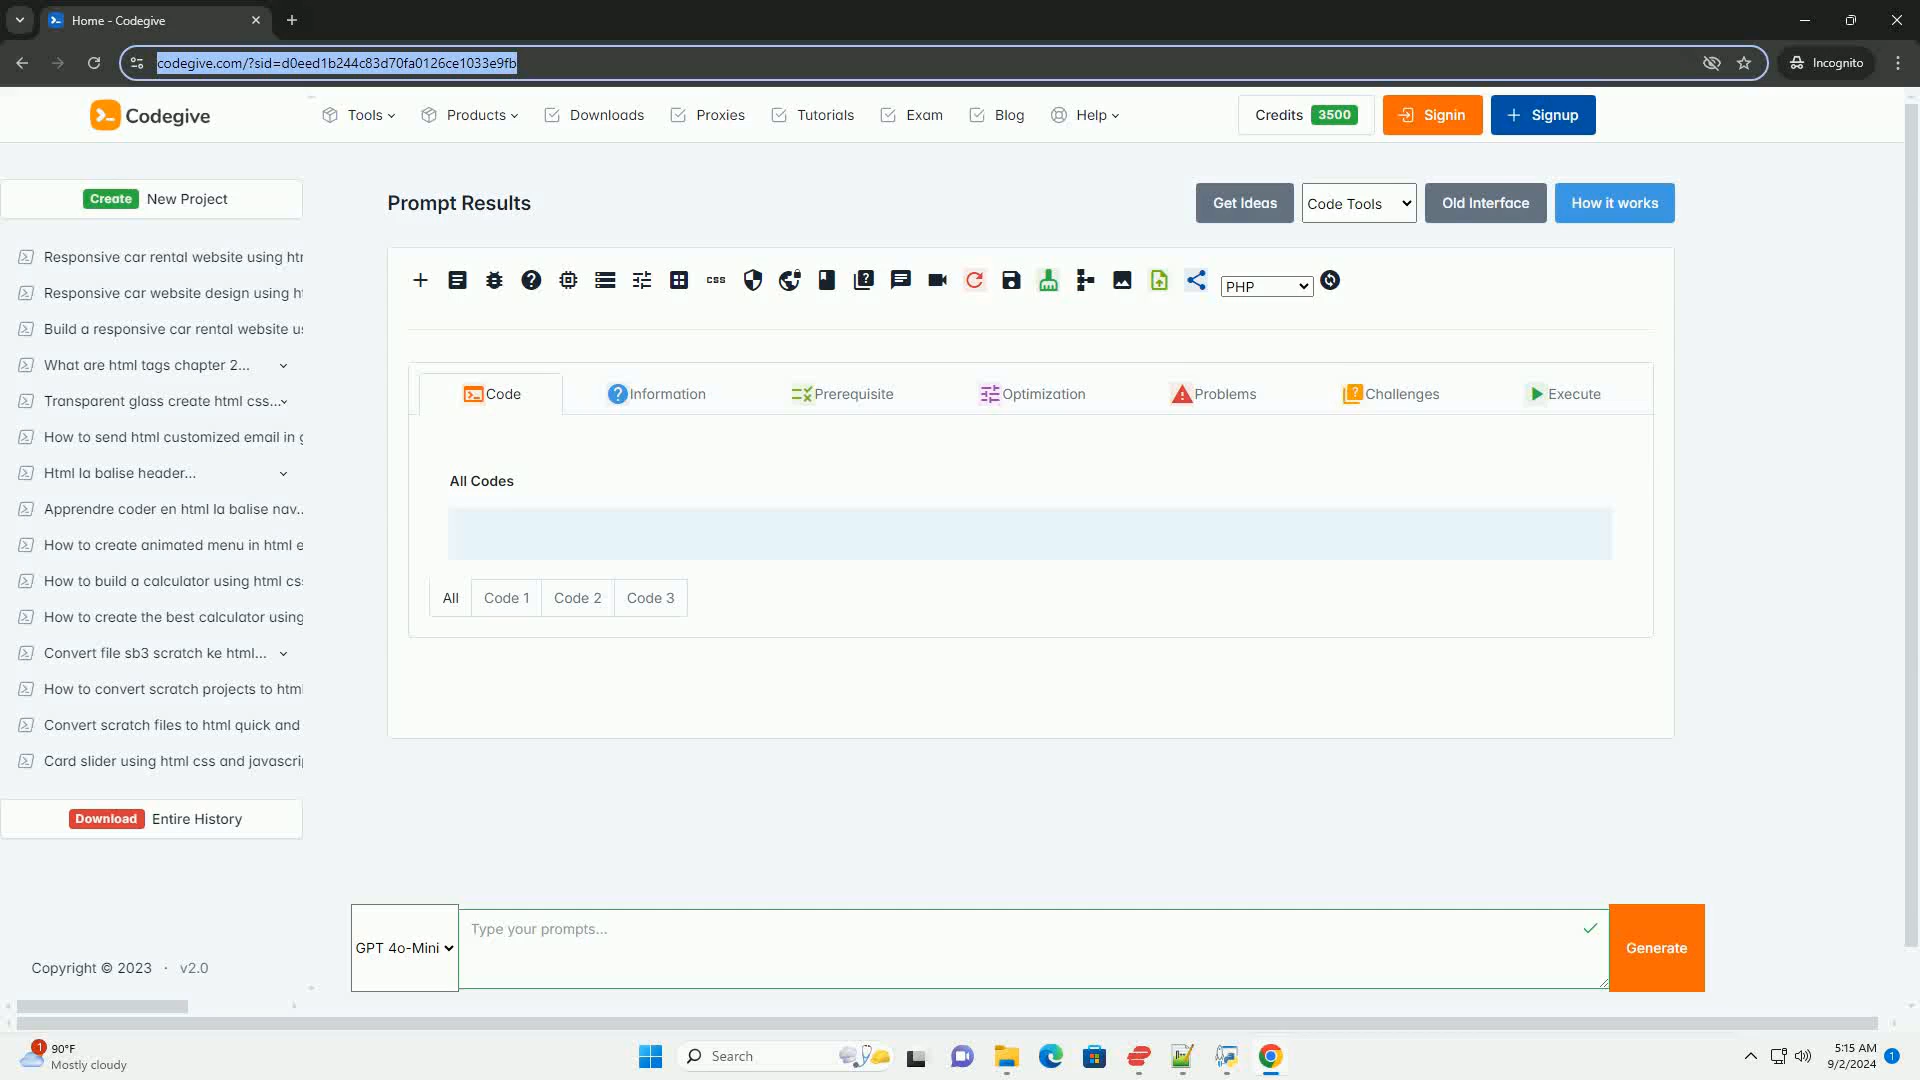 Home - Codegive
codegive.com/?sid=d0eed1b244c83d70fa0126ce1033e9fb
Incognito
Codegive
Tools
Products
Downloads
Proxies
Tutorials
Exam
Blog
Help
Credits 3500
Signin
Signup
Create New Project
Prompt Results
Get Ideas
Code Tools
Old Interface
How it works
Responsive car rental website using htr
Responsive car website design using h
Build a responsive car rental website u
What are html tags chapter 2...
Transparent glass create html css...
How to send html customized email in g
Html la balise header...
Apprendre coder en html la balise nav..
How to create animated menu in html e
How to build a calculator using html cs
How to create the best calculator using
Convert file sb3 scratch ke html...
How to convert scratch projects to html
Convert scratch files to html quick and
Card slider using html css and javascri
Download Entire History
css
PHP
Code
Information
Prerequisite
Optimization
Problems
Challenges
Execute
All Codes
All
Code 1
Code 2
Code 3
GPT 4o-Mini
Type your prompts...
Generate
Copyright © 2023 · v2.0
1
90°F
Mostly cloudy
Search
5:15 AM
9/2/2024
1